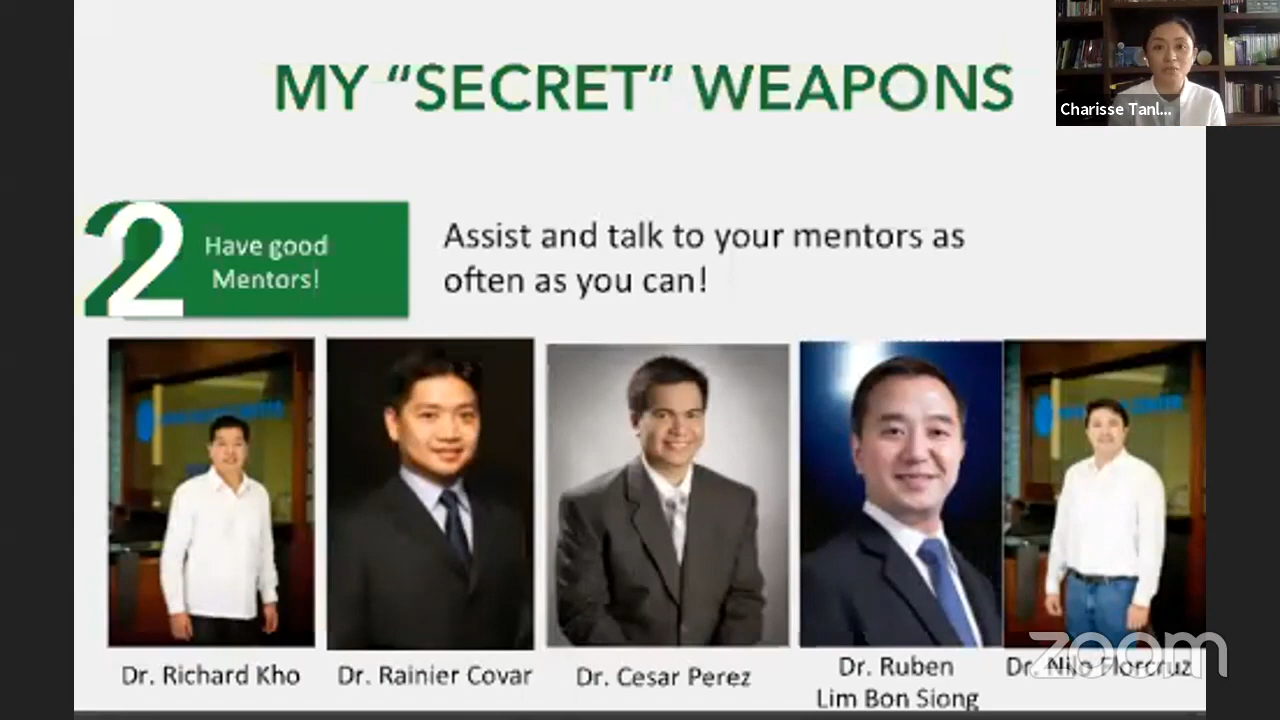 MY “SECRET” WEAPONS
Charisse Tanl...
2
Have good
Mentors!
Assist and talk to your mentors as
often as you can!
Dr. Richard Kho
Dr. Rainier Covar
Dr. Cesar Perez
Dr. Ruben
Lim Bon Siong
Dr. Nilo Florcruz
zoom